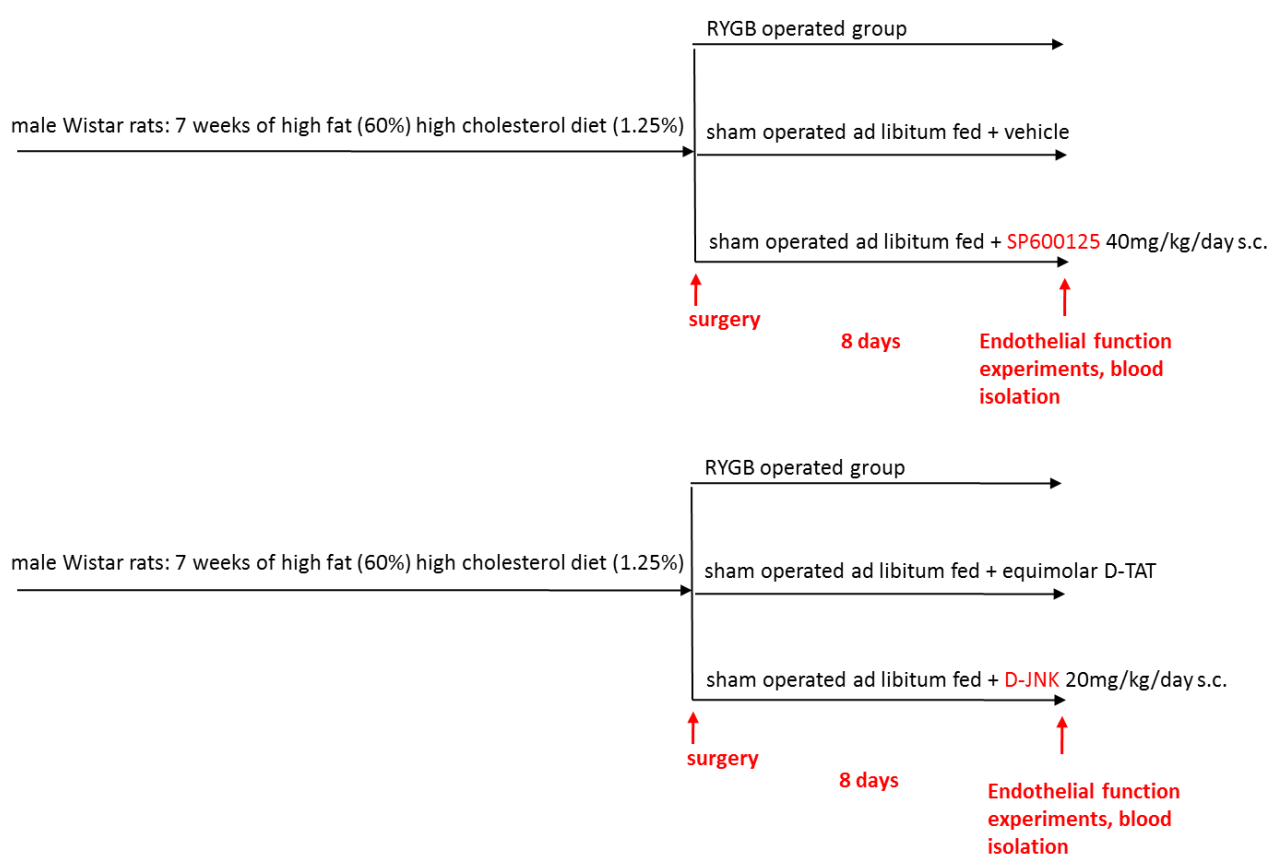 RYGB operated group
male Wistar rats: 7 weeks of high fat (60%) high cholesterol diet (1.25%)
sham operated ad libitum fed + vehicle
sham operated ad libitum fed + SP600125 40mg/kg/day s.c.
surgery
8 days
Endothelial function
experiments, blood
isolation
RYGB operated group
male Wistar rats: 7 weeks of high fat (60%) high cholesterol diet (1.25%)
sham operated ad libitum fed + equimolar D-TAT
sham operated ad libitum fed + D-JNK 20mg/kg/day s.c.
surgery
8 days
Endothelial function
experiments, blood
isolation